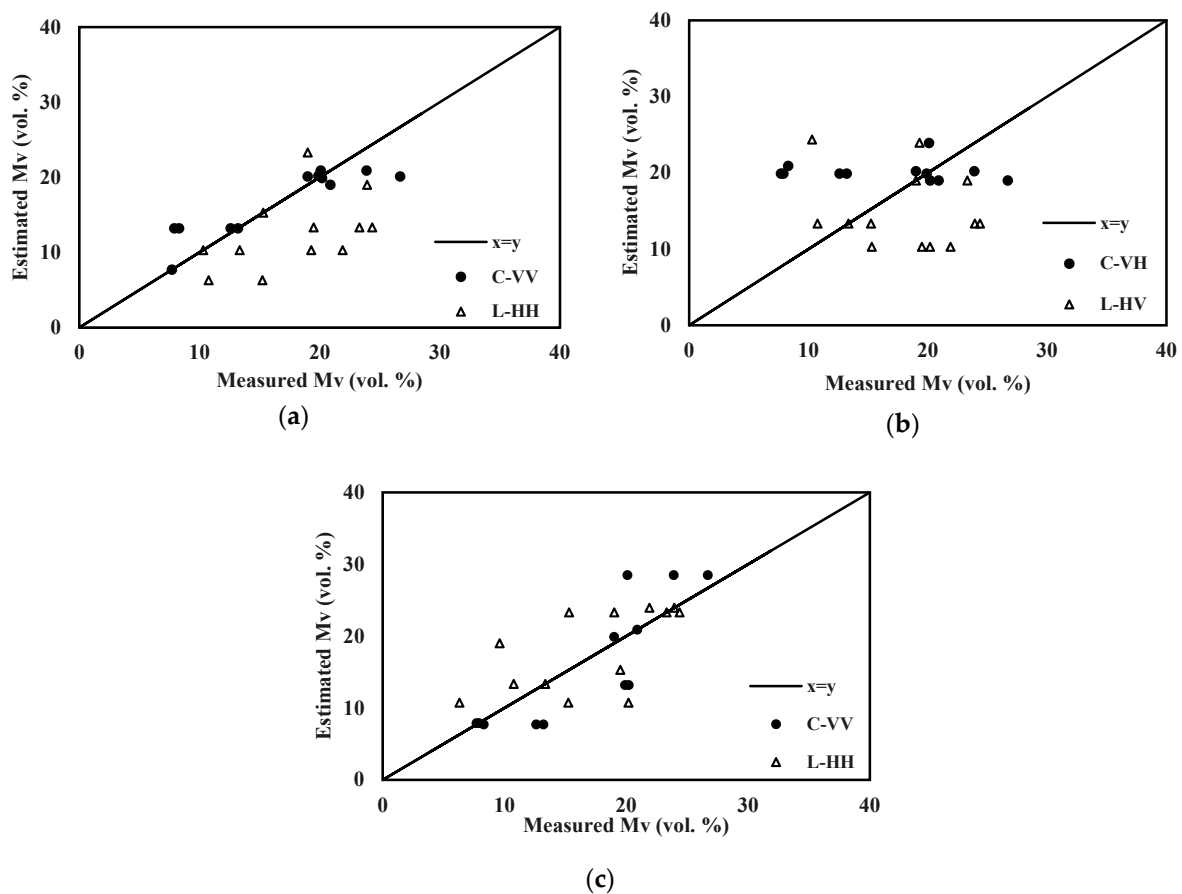 40
30
20
10
0
Estimated Mv (vol. %)
x=y
C-VV
L-HH
0 10 20 30 40
Measured Mv (vol. %)
(a)
40
30
20
10
0
Estimated Mv (vol. %)
x=y
C-VH
L-HV
0 10 20 30 40
Measured Mv (vol. %)
(b)
40
30
20
10
0
Estimated Mv (vol. %)
x=y
C-VV
L-HH
0 10 20 30 40
Measured Mv (vol. %)
(c)